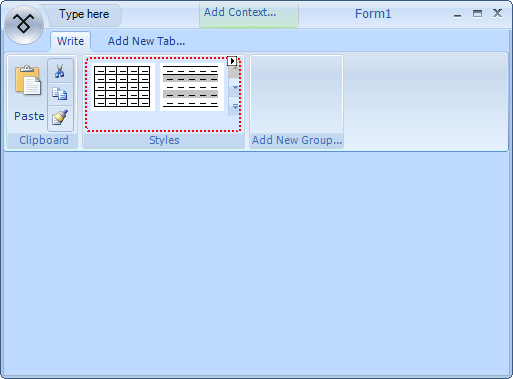 Type here
Add Context...
Form1
Write
Add New Tab...
Paste
Clipboard
Styles
Add New Group...